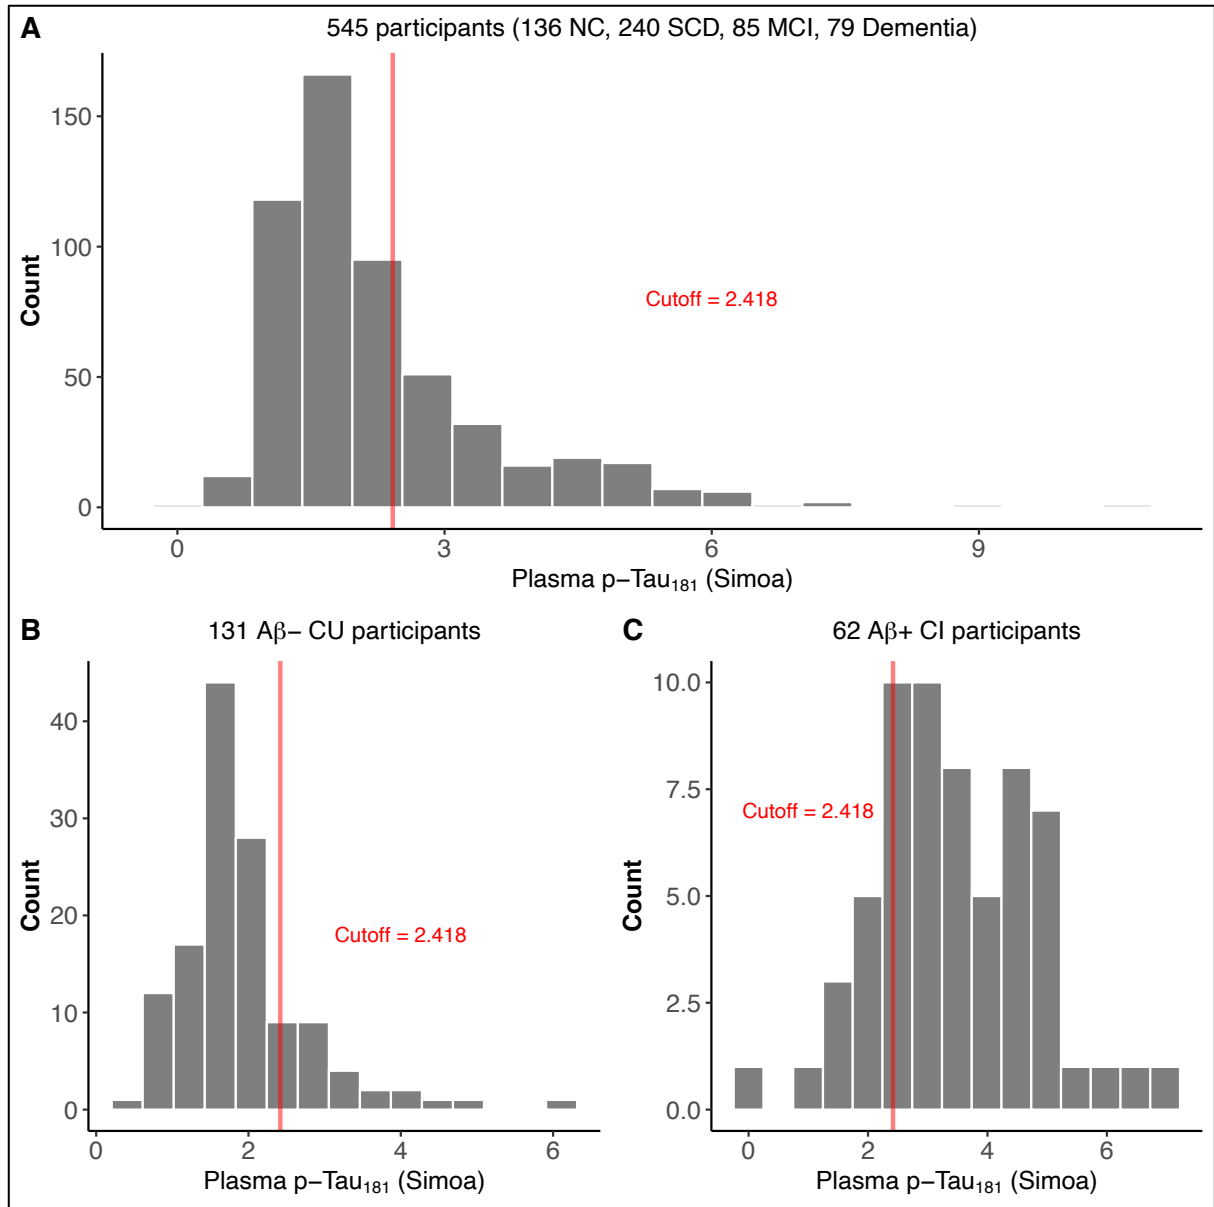 A
545 participants (136 NC, 240 SCD, 85 MCI, 79 Dementia)
Count
150
100
50
0
Cutoff = 2.418
0 3 6 9
Plasma p−Tau₁₈₁ (Simoa)
B
131 Aβ− CU participants
Count
40
30
20
10
0
Cutoff = 2.418
0 2 4 6
Plasma p−Tau₁₈₁ (Simoa)
C
62 Aβ+ CI participants
Count
10.0
7.5
5.0
2.5
0.0
Cutoff = 2.418
0 2 4 6
Plasma p−Tau₁₈₁ (Simoa)